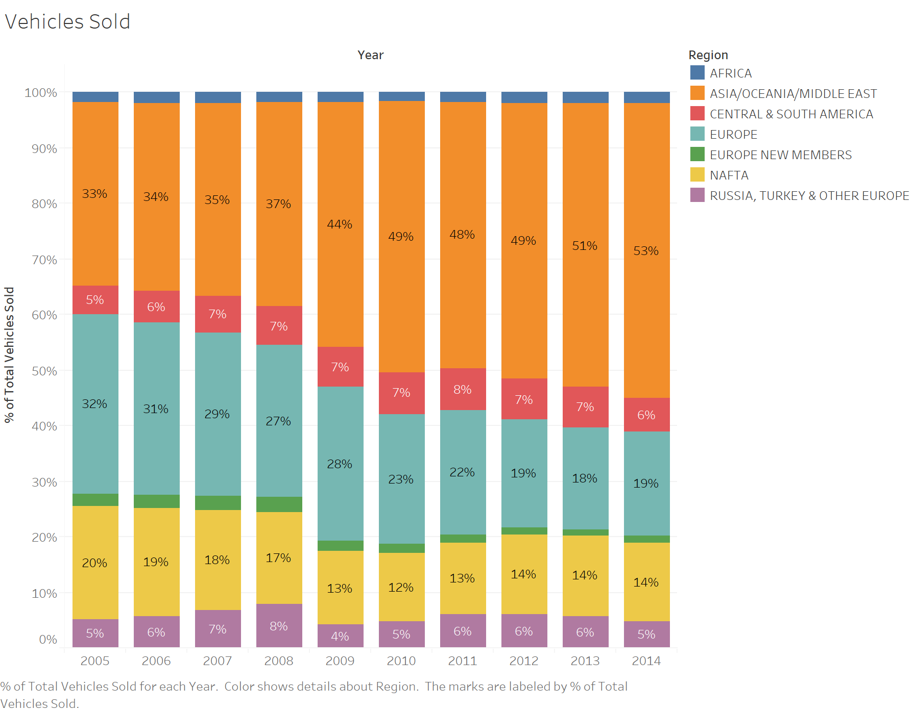 Vehicles Sold
Year
Region
AFRICA
ASIA/OCEANIA/MIDDLE EAST
CENTRAL & SOUTH AMERICA
EUROPE
EUROPE NEW MEMBERS
NAFTA
RUSSIA, TURKEY & OTHER EUROPE
% of Total Vehicles Sold
100%
90%
80%
70%
60%
50%
40%
30%
20%
10%
0%
33% 34% 35% 37% 44% 49% 48% 49% 51% 53%
5% 6% 7% 7% 7% 7% 8% 7% 7% 6%
32% 31% 29% 27% 28% 23% 22% 19% 18% 19%
20% 19% 18% 17% 13% 12% 13% 14% 14% 14%
5% 6% 7% 8% 4% 5% 6% 6% 6% 5%
2005 2006 2007 2008 2009 2010 2011 2012 2013 2014
% of Total Vehicles Sold for each Year. Color shows details about Region. The marks are labeled by % of Total
Vehicles Sold.